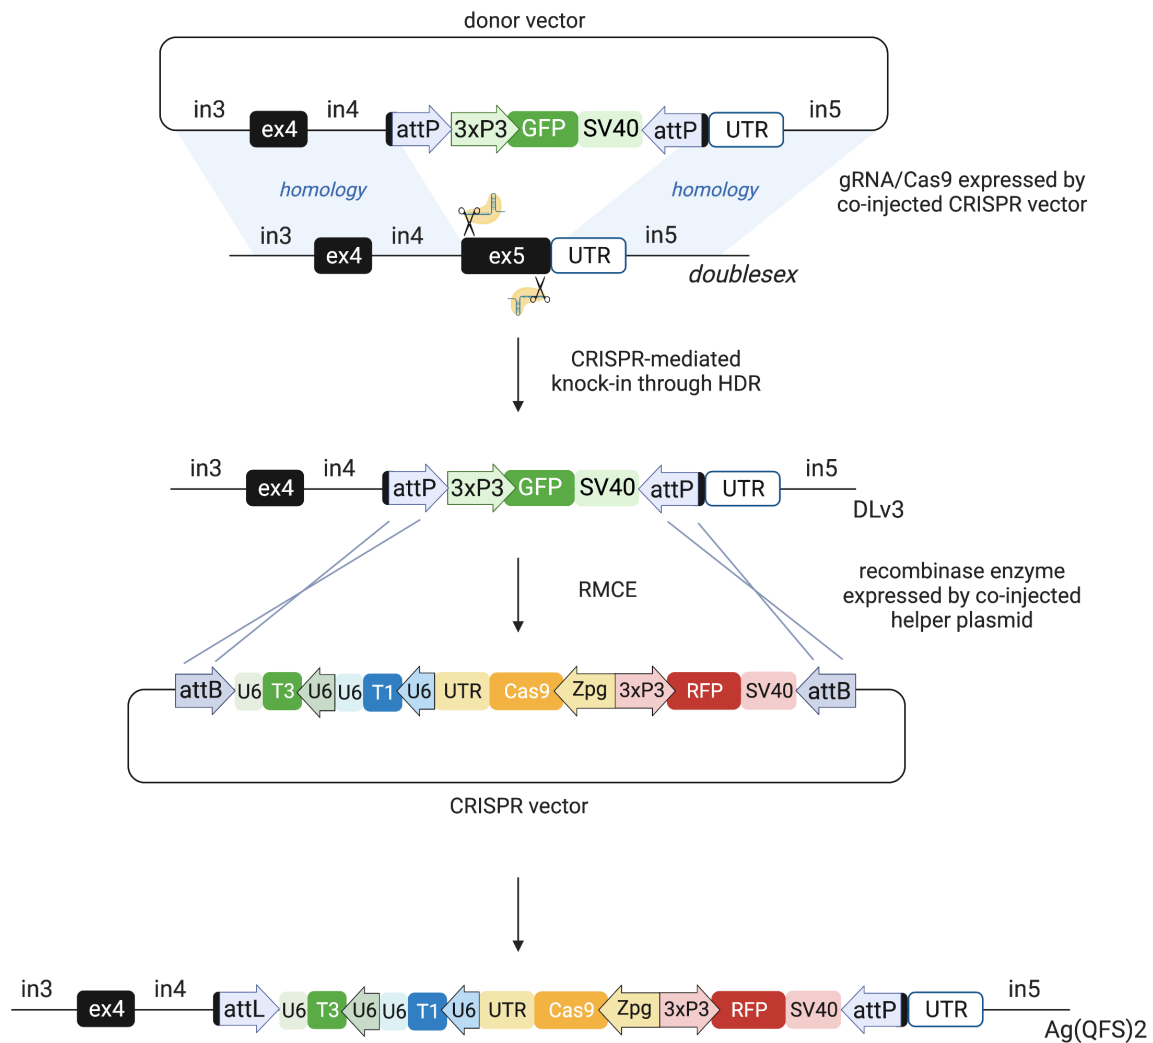 donor vector
in3 ex4 in4 attP 3xP3 GFP SV40 attP UTR in5
homology homology
gRNA/Cas9 expressed by
co-injected CRISPR vector
in3 ex4 in4 ex5 UTR in5
doublesex
CRISPR-mediated
knock-in through HDR
in3 ex4 in4 attP 3xP3 GFP SV40 attP UTR in5
DLv3
RMCE
recombinase enzyme
expressed by co-injected
helper plasmid
attB U6 T3 U6 U6 T1 U6 UTR Cas9 Zpg 3xP3 RFP SV40 attB
CRISPR vector
in3 ex4 in4 attL U6 T3 U6 U6 T1 U6 UTR Cas9 Zpg 3xP3 RFP SV40 attP UTR in5
Ag(QFS)2